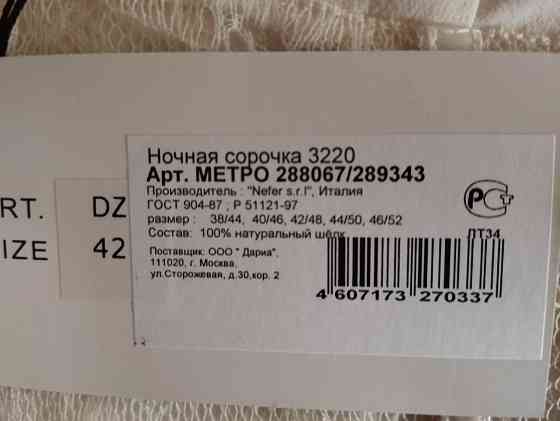 Ночная сорочка 3220
Арт. МЕТРО 288067/289343
Производитель : "Nefer s.r.l", Италия
ГОСТ 904-87 ; Р 51121-97
размер : 38/44, 40/46, 42/48, 44/50, 46/52
Состав: 100% натуральный шёлк
Поставщик: ООО " Дариа",
111020, г. Москва,
ул.Сторожевая, д.30,кор. 2
РСТ
ЛТ34
4 607173 270337
RT. DZ
IZE 42